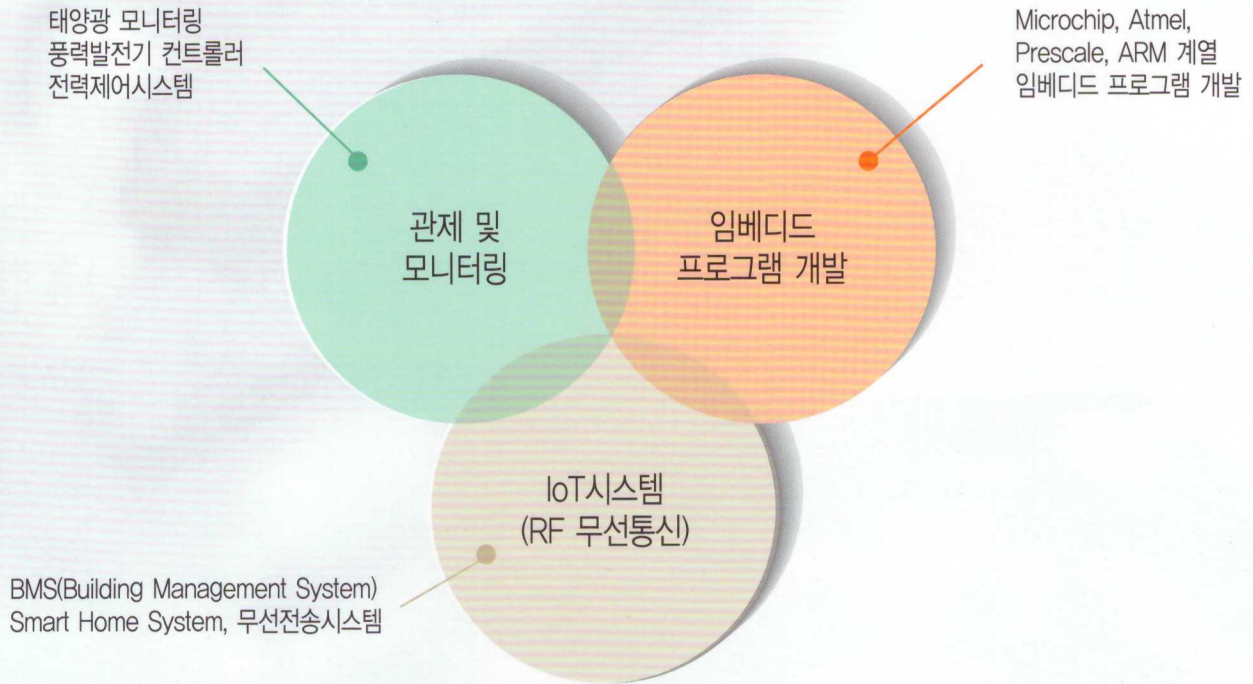 태양광 모니터링
풍력발전기 컨트롤러
전력제어시스템
Microchip, Atmel,
Prescale, ARM 계열
임베디드 프로그램 개발
관제 및
모니터링
임베디드
프로그램 개발
IoT시스템
(RF 무선통신)
BMS(Building Management System)
Smart Home System, 무선전송시스템